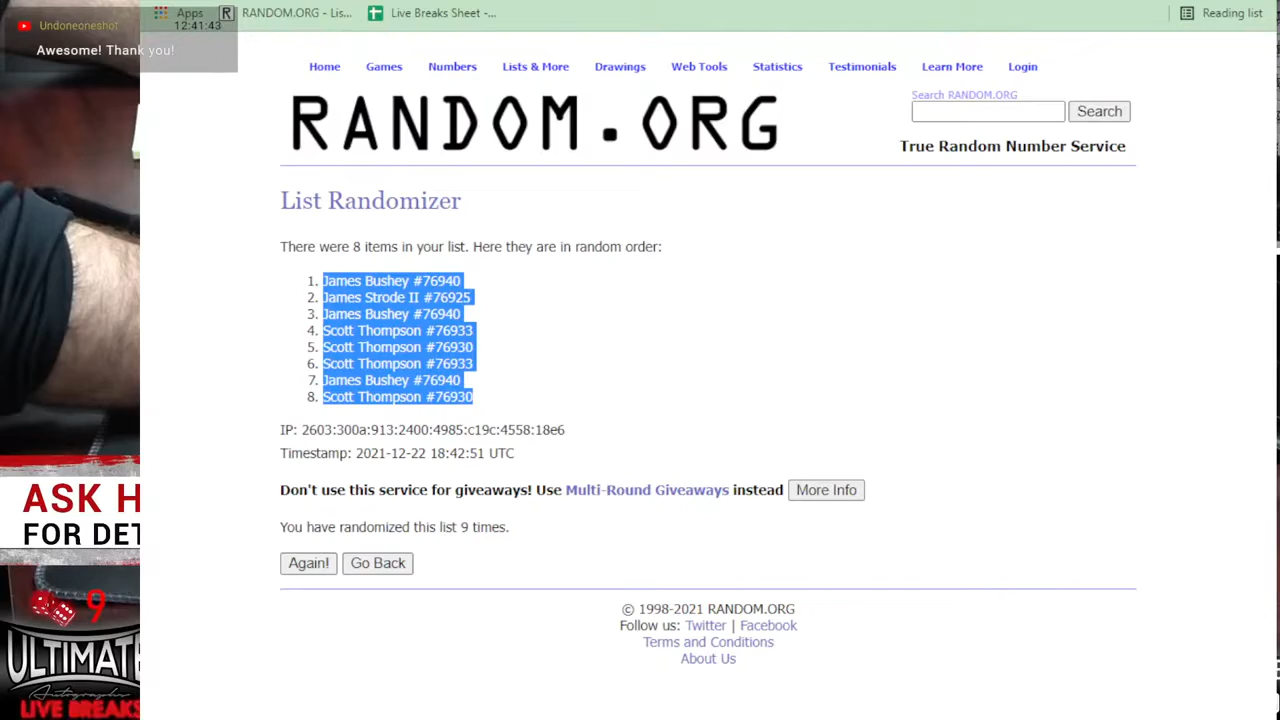 Apps
RANDOM.ORG - Lis...
Live Breaks Sheet -...
Reading list
Undoneoneshot
12:41:43
Awesome! Thank you!
Home Games Numbers Lists & More Drawings Web Tools Statistics Testimonials Learn More Login
RANDOM.ORG
Search RANDOM.ORG
Search
True Random Number Service
List Randomizer
There were 8 items in your list. Here they are in random order:
1. James Bushey #76940
2. James Strode II #76925
3. James Bushey #76940
4. Scott Thompson #76933
5. Scott Thompson #76930
6. Scott Thompson #76933
7. James Bushey #76940
8. Scott Thompson #76930
IP: 2603:300a:913:2400:4985:c19c:4558:18e6
Timestamp: 2021-12-22 18:42:51 UTC
Don't use this service for giveaways! Use Multi-Round Giveaways instead More Info
You have randomized this list 9 times.
Again! Go Back
© 1998-2021 RANDOM.ORG
Follow us: Twitter | Facebook
Terms and Conditions
About Us
ASK H
FOR DET
9
ULTIMATE
Autographs
LIVE BREAKS